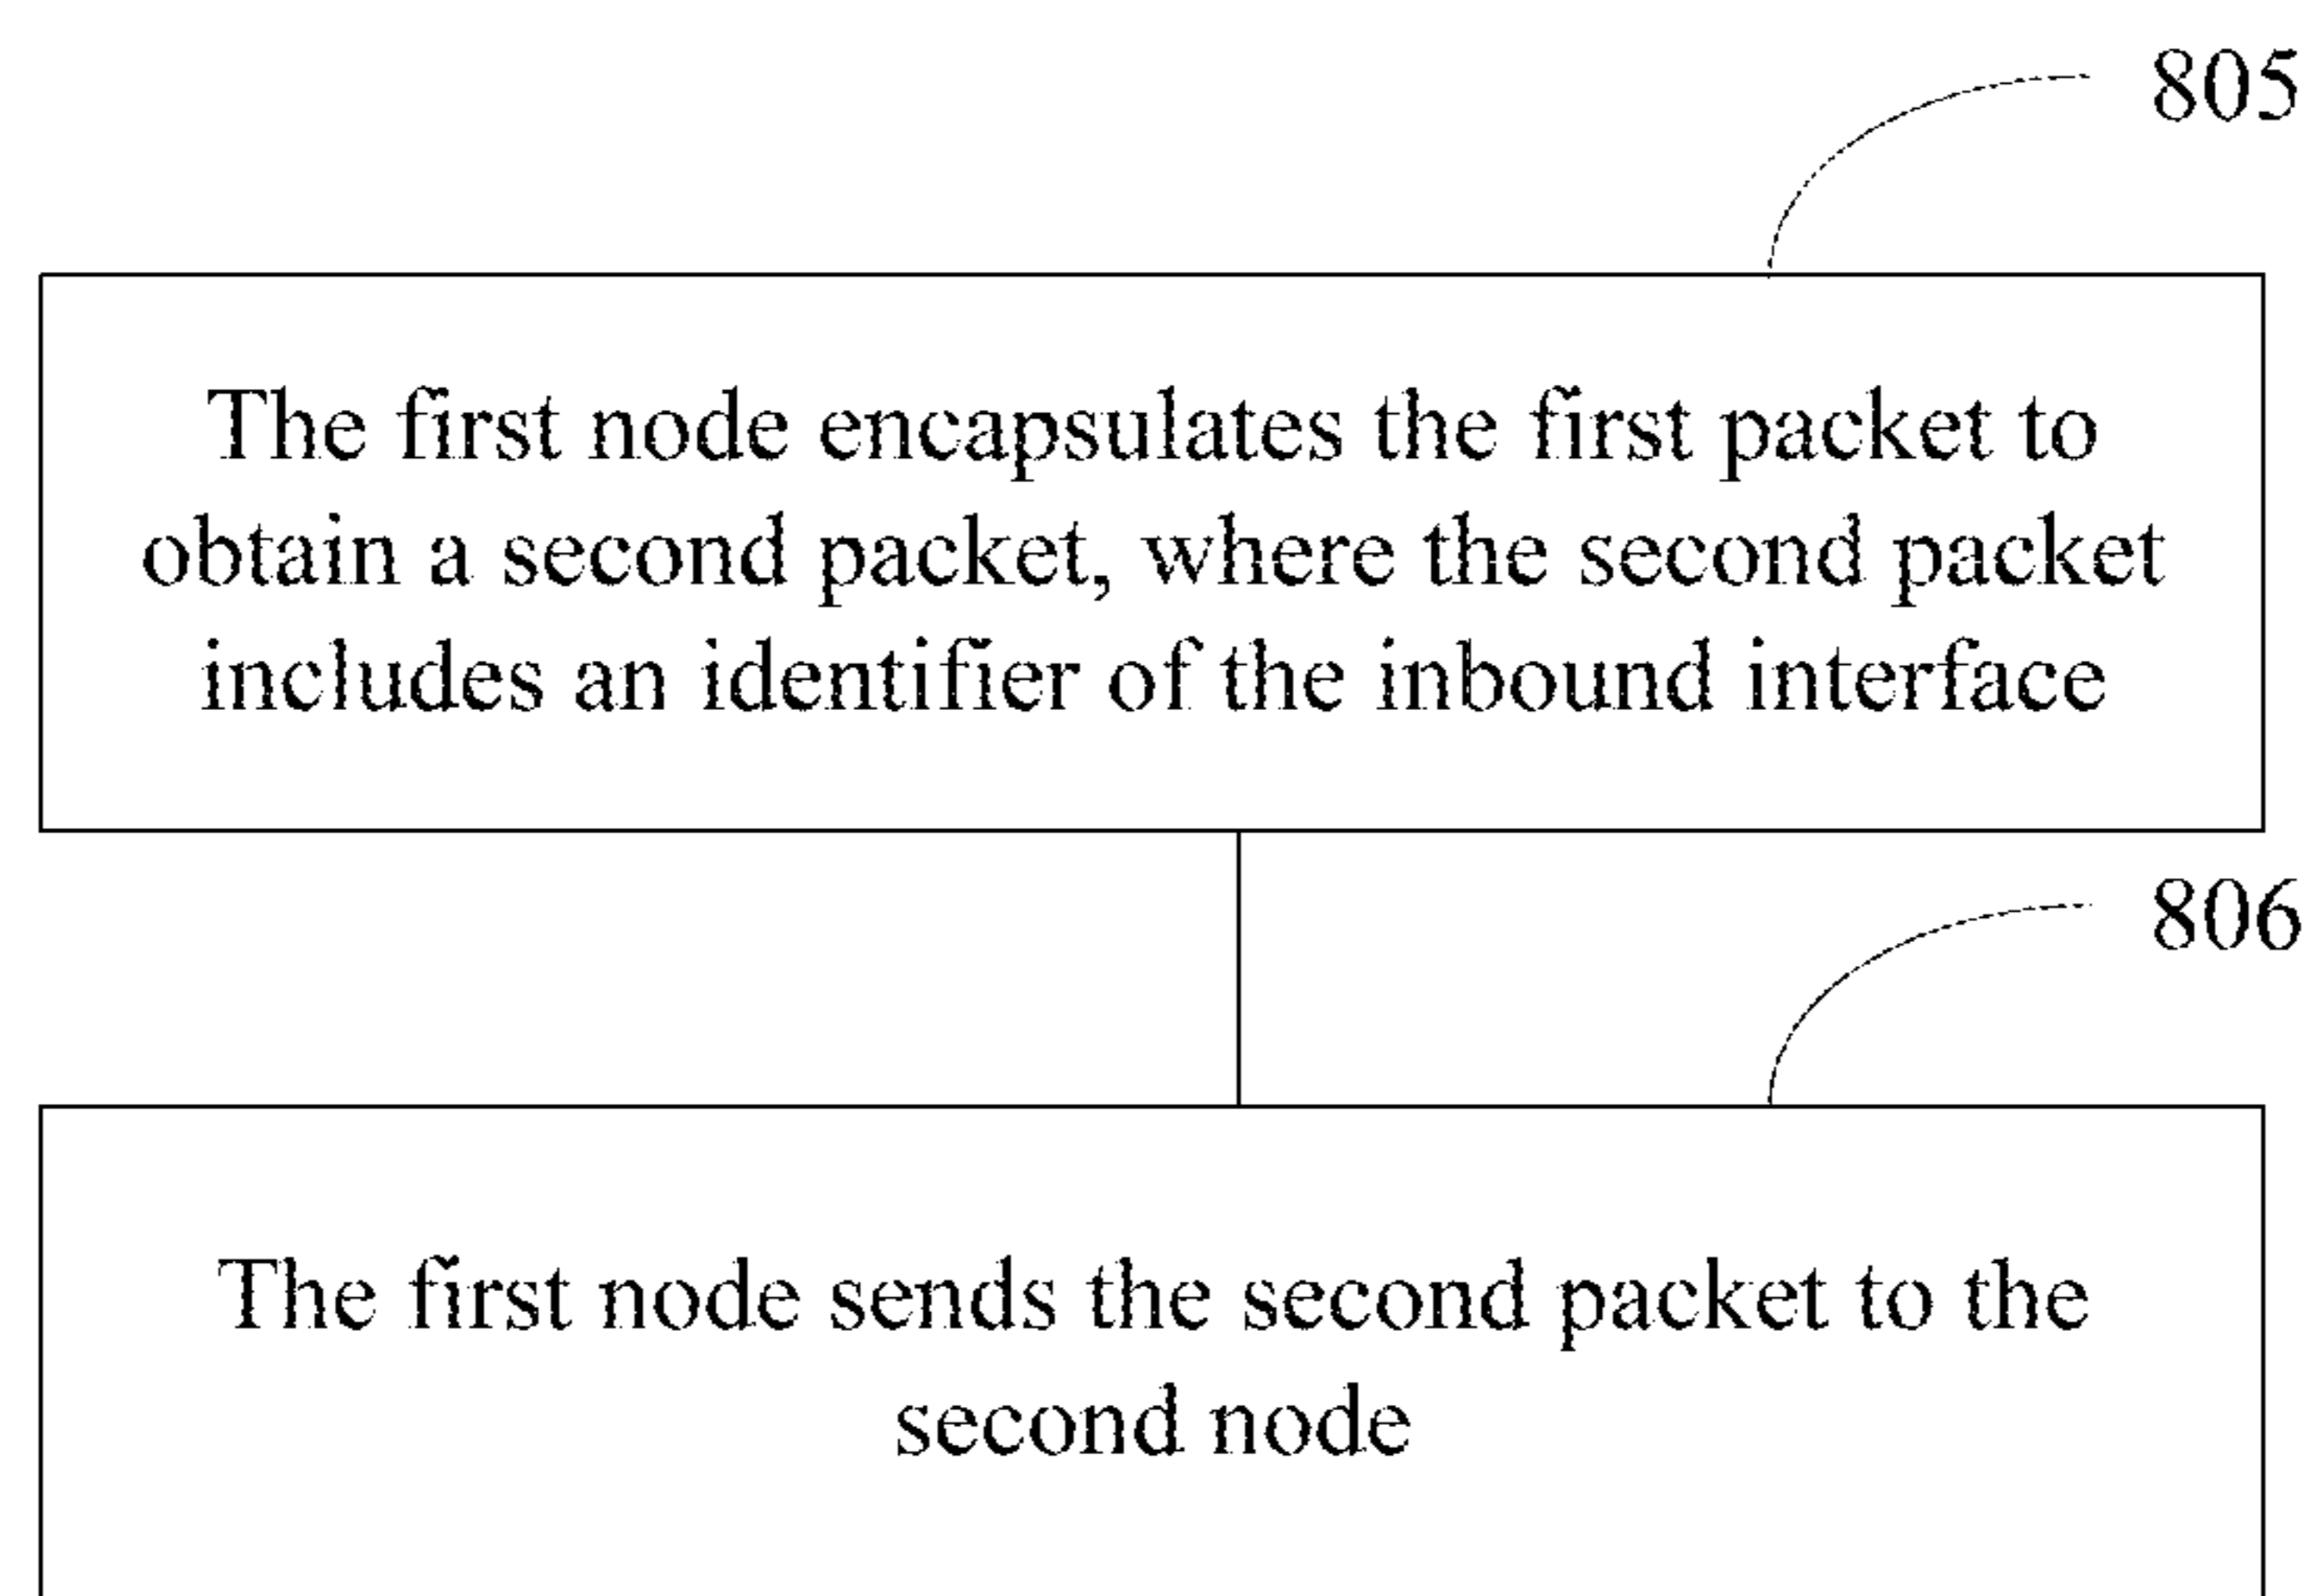 805
The first node encapsulates the first packet to
obtain a second packet, where the second packet
includes an identifier of the inbound interface
806
The first node sends the second packet to the
second node